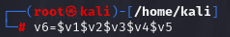 ┌──(root㉿kali)-[/home/kali]
└─# v6=$v1$v2$v3$v4$v5